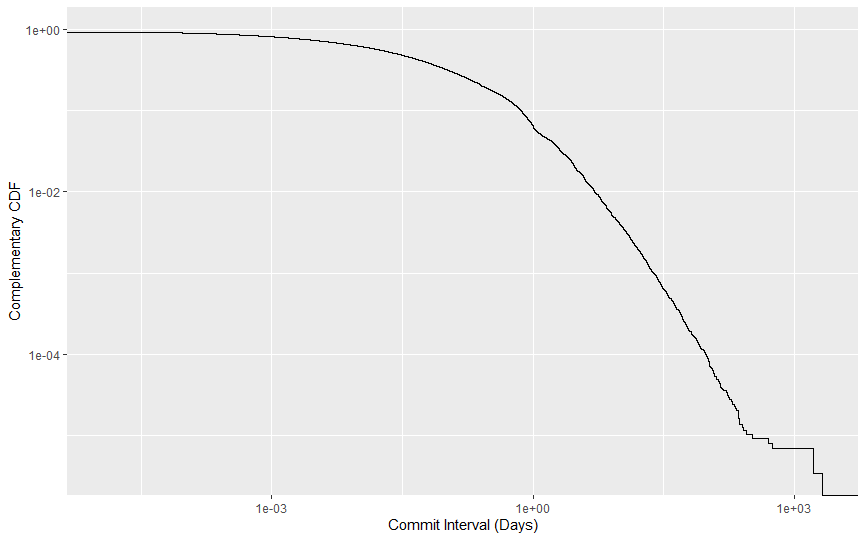 1e+00
1e-02
1e-04
Complementary CDF
1e-03 1e+00 1e+03
Commit Interval (Days)